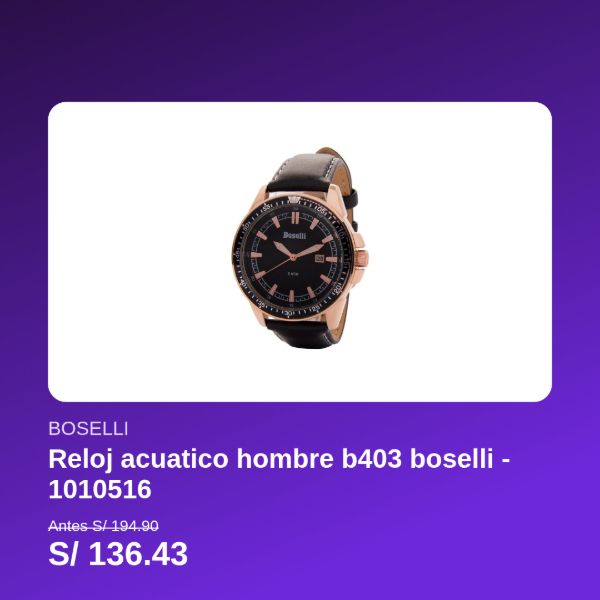 Boselli
BOSELLI
Reloj acuatico hombre b403 boselli -
1010516
Antes S/ 194.90
S/ 136.43